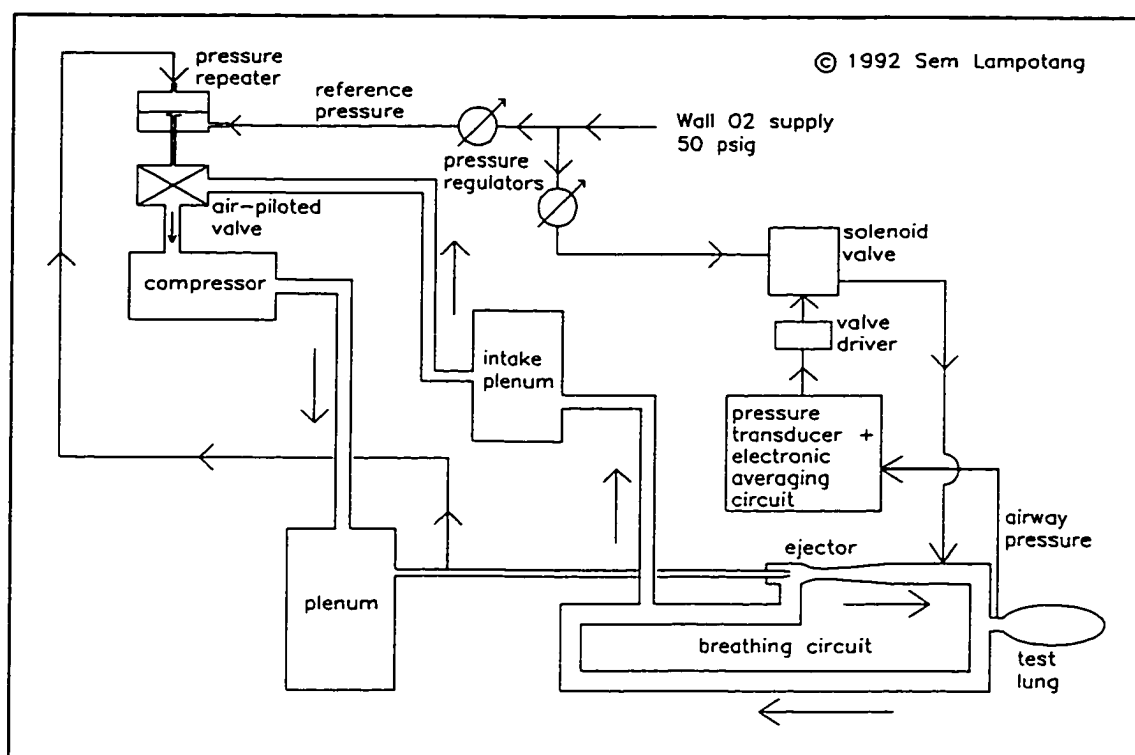 © 1992 Sem Lampotang
pressure
repeater
reference
pressure
Wall O2 supply
50 psig
pressure
regulators
air-piloted
valve
solenoid
valve
compressor
valve
driver
intake
plenum
pressure
transducer +
electronic
averaging
circuit
airway
pressure
ejector
plenum
breathing circuit
test
lung